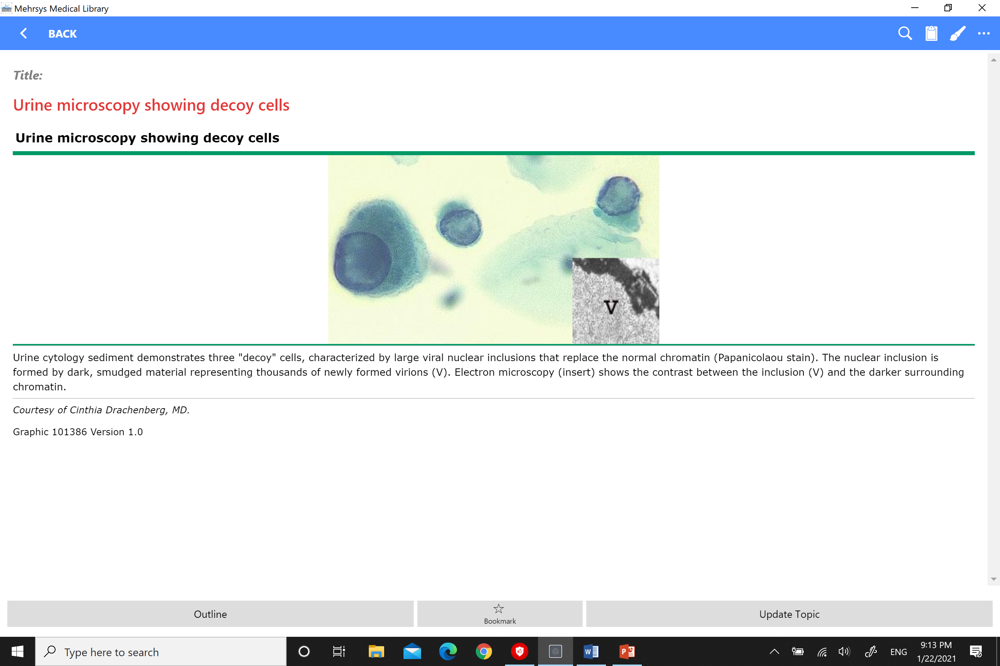 Mehrsys Medical Library
BACK
Title:
Urine microscopy showing decoy cells
Urine microscopy showing decoy cells
V
Urine cytology sediment demonstrates three "decoy" cells, characterized by large viral nuclear inclusions that replace the normal chromatin (Papanicolaou stain). The nuclear inclusion is
formed by dark, smudged material representing thousands of newly formed virions (V). Electron microscopy (insert) shows the contrast between the inclusion (V) and the darker surrounding
chromatin.
Courtesy of Cinthia Drachenberg, MD.
Graphic 101386 Version 1.0
Outline
Bookmark
Update Topic
Type here to search
ENG
9:13 PM
1/22/2021